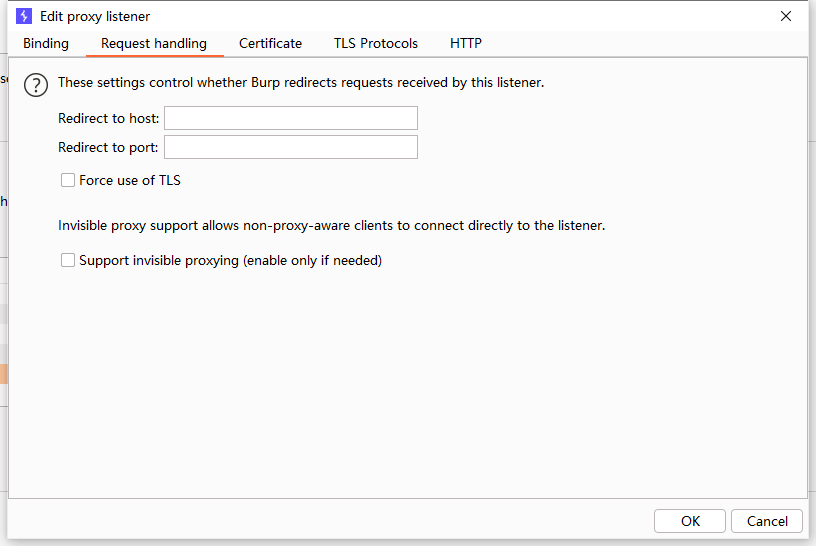 Edit proxy listener
Binding Request handling Certificate TLS Protocols HTTP
These settings control whether Burp redirects requests received by this listener.
Redirect to host:
Redirect to port:
Force use of TLS
Invisible proxy support allows non-proxy-aware clients to connect directly to the listener.
Support invisible proxying (enable only if needed)
OK Cancel